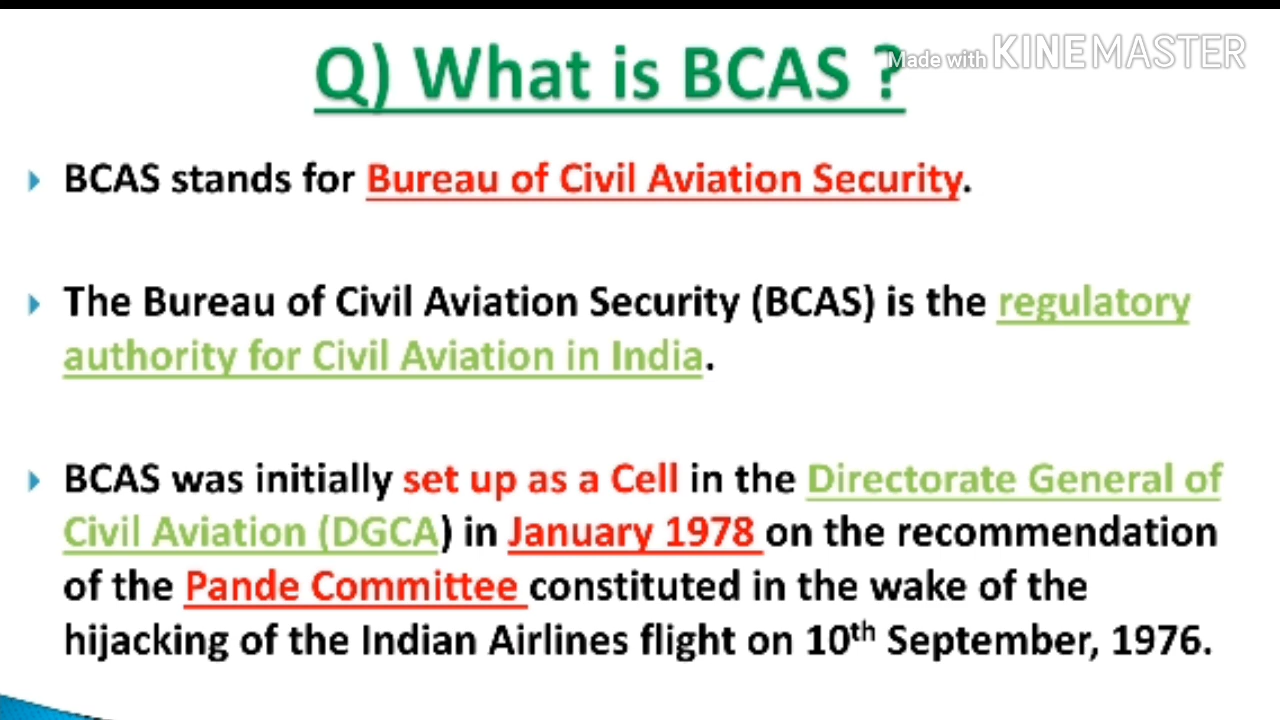 Q) What is BCAS ?
Made with KINEMASTER
BCAS stands for Bureau of Civil Aviation Security.
The Bureau of Civil Aviation Security (BCAS) is the regulatory
authority for Civil Aviation in India.
BCAS was initially set up as a Cell in the Directorate General of
Civil Aviation (DGCA) in January 1978 on the recommendation
of the Pande Committee constituted in the wake of the
hijacking of the Indian Airlines flight on 10th September, 1976.